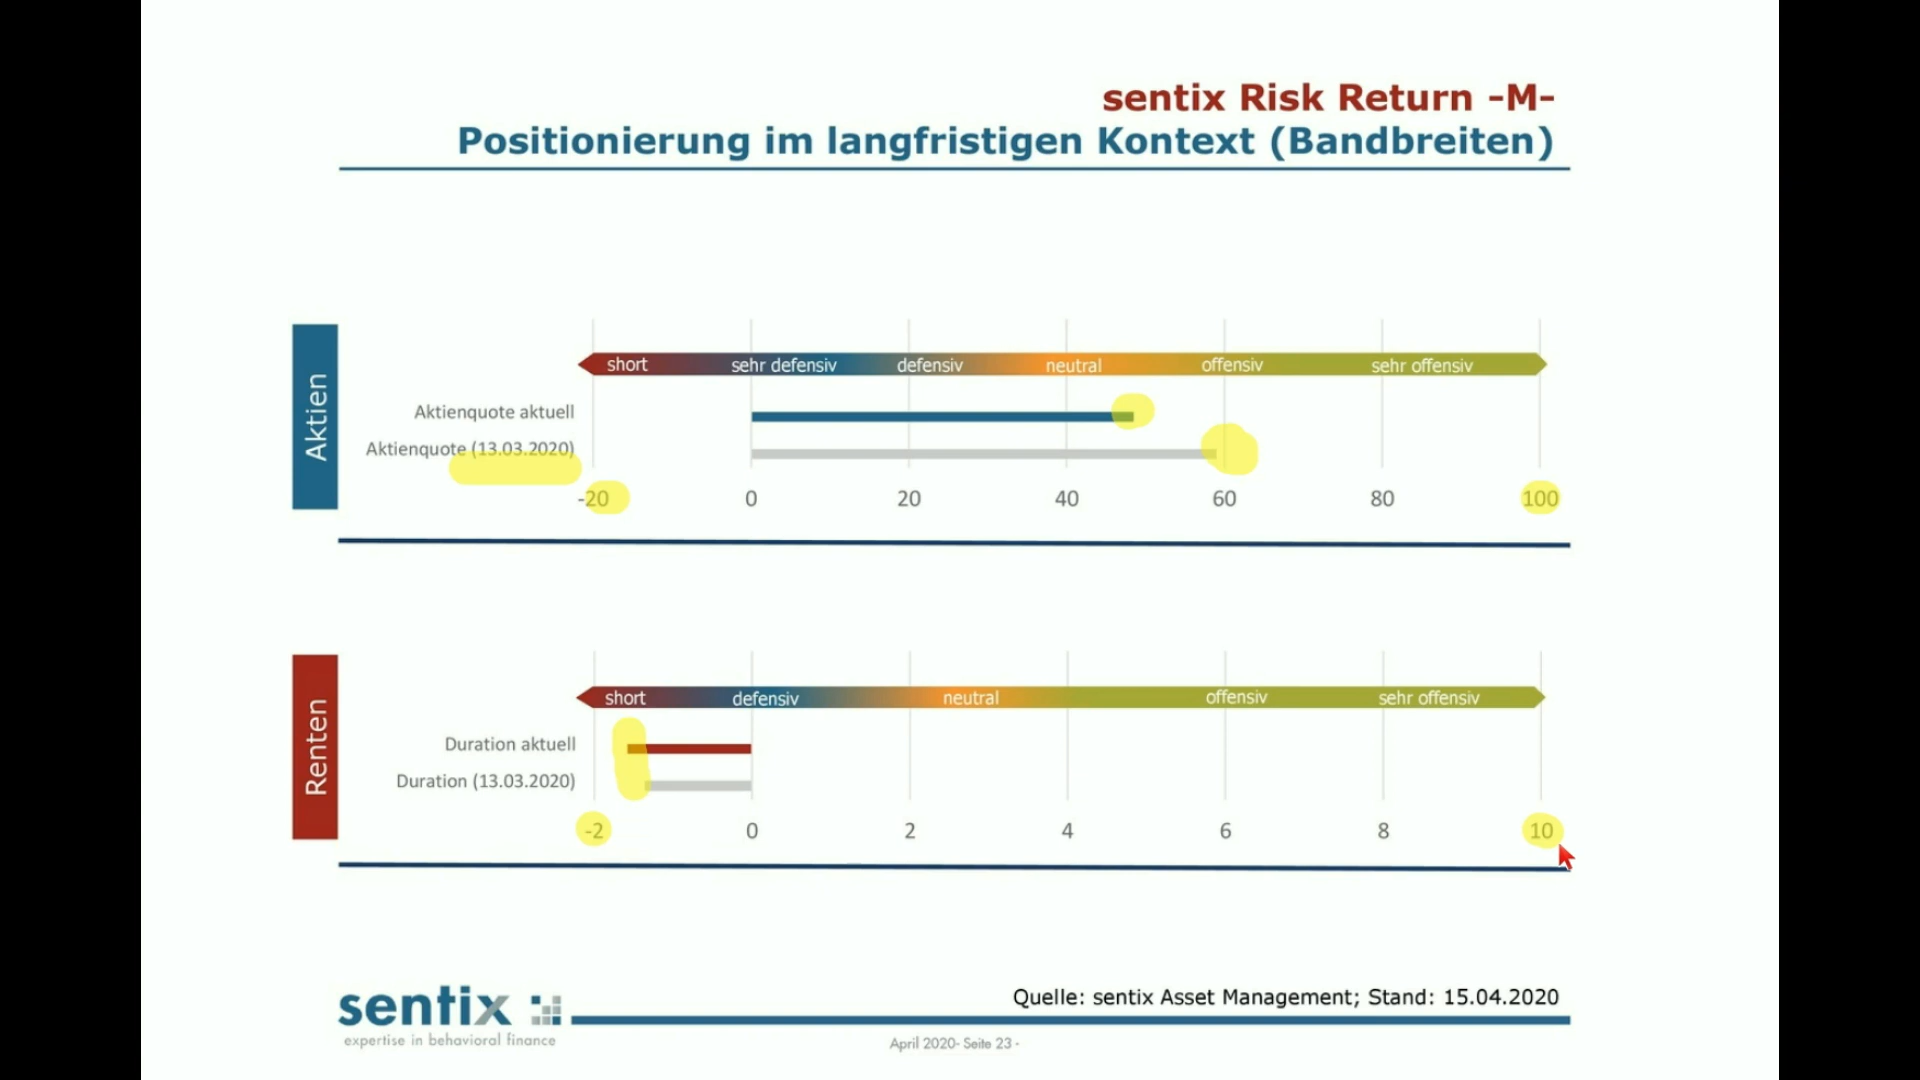 sentix Risk Return -M-
Positionierung im langfristigen Kontext (Bandbreiten)
Aktien
short sehr defensiv defensiv neutral offensiv sehr offensiv
Aktienquote aktuell
Aktienquote (13.03.2020)
-20 0 20 40 60 80 100
Renten
short defensiv neutral offensiv sehr offensiv
Duration aktuell
Duration (13.03.2020)
-2 0 2 4 6 8 10
sentix
expertise in behavioral finance
Quelle: sentix Asset Management; Stand: 15.04.2020
April 2020- Seite 23 -